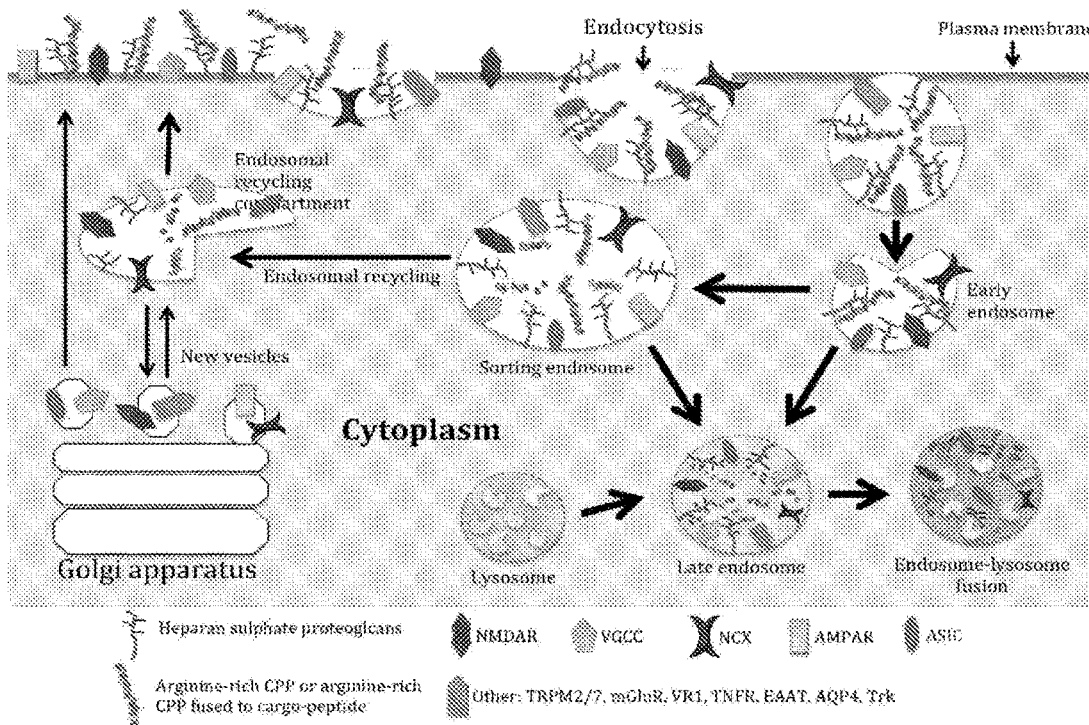 Endocytosis
Plasma membrane
Endosomal
recycling
compartment
Endosomal recycling
Early
endosome
New vesicles
Sorting endosome
Cytoplasm
Golgi apparatus
Lysosome
Late endosome
Endosome-lysosome
fusion
Heparan sulphate proteoglcans
NMDAR
VGCC
NCX
AMPAR
ASIC
Arginine-rich CPP or arginine-rich
CPP fused to cargo-peptide
Other: TRPM2/7, mGluR, VR1, TNFR, EAAT, AQP4, Trk